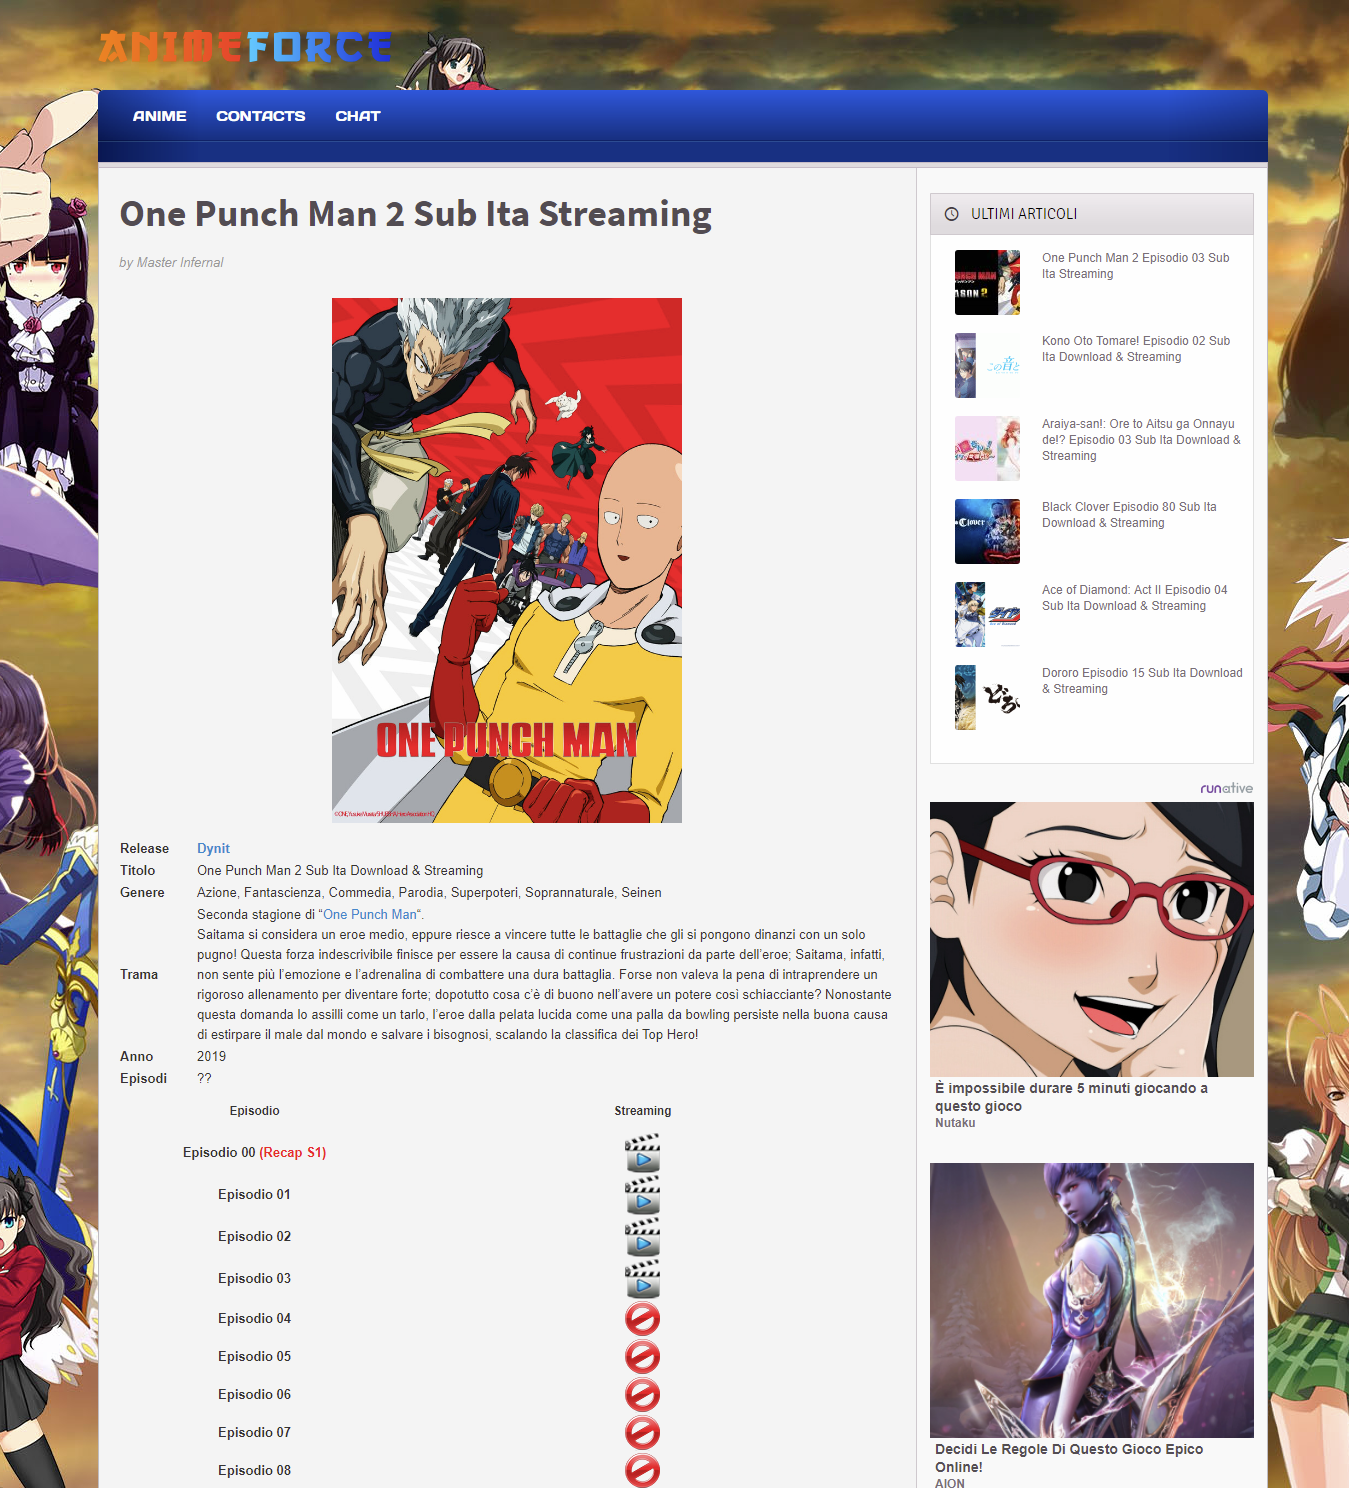 ANIMEFORCE
ANIME CONTACTS CHAT
One Punch Man 2 Sub Ita Streaming
by Master Infernal
ONE PUNCH MAN
Release Dynit
Titolo One Punch Man 2 Sub Ita Download & Streaming
Genere Azione, Fantascienza, Commedia, Parodia, Superpoteri, Soprannaturale, Seinen
Seconda stagione di “One Punch Man“.
Saitama si considera un eroe medio, eppure riesce a vincere tutte le battaglie che gli si pongono dinanzi con un solo
pugno! Questa forza indescrivibile finisce per essere la causa di continue frustrazioni da parte dell’eroe; Saitama, infatti,
Trama non sente più l’emozione e l’adrenalina di combattere una dura battaglia. Forse non valeva la pena di intraprendere un
rigoroso allenamento per diventare forte; dopotutto cosa c’è di buono nell’avere un potere così schiacciante? Nonostante
questa domanda lo assilli come un tarlo, l’eroe dalla pelata lucida come una palla da bowling persiste nella buona causa
di estirpare il male dal mondo e salvare i bisognosi, scalando la classifica dei Top Hero!
Anno 2019
Episodi ??
Episodio Streaming
Episodio 00 (Recap S1)
Episodio 01
Episodio 02
Episodio 03
Episodio 04
Episodio 05
Episodio 06
Episodio 07
Episodio 08
ULTIMI ARTICOLI
One Punch Man 2 Episodio 03 Sub
Ita Streaming
Kono Oto Tomare! Episodio 02 Sub
Ita Download & Streaming
Araiya-san!: Ore to Aitsu ga Onnayu
de!? Episodio 03 Sub Ita Download &
Streaming
Black Clover Episodio 80 Sub Ita
Download & Streaming
Clover
Ace of Diamond: Act II Episodio 04
Sub Ita Download & Streaming
Dororo Episodio 15 Sub Ita Download
& Streaming
どろ
runative
È impossibile durare 5 minuti giocando a
questo gioco
Nutaku
Decidi Le Regole Di Questo Gioco Epico
Online!
AION